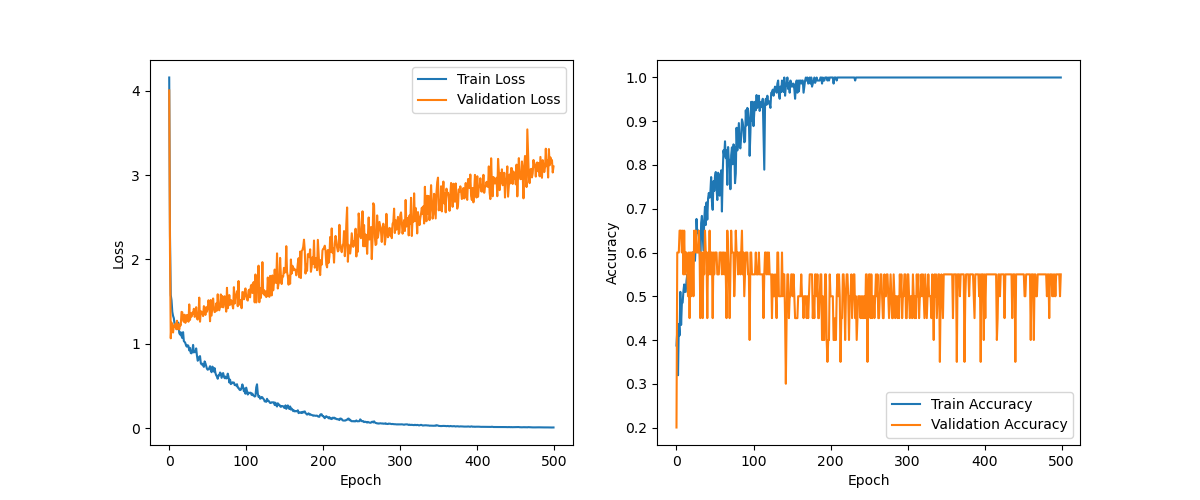 Train Loss
Validation Loss
4
3
2
1
0
Loss
0 100 200 300 400 500
Epoch
1.0
0.9
0.8
0.7
0.6
0.5
0.4
0.3
0.2
Accuracy
Train Accuracy
Validation Accuracy
0 100 200 300 400 500
Epoch